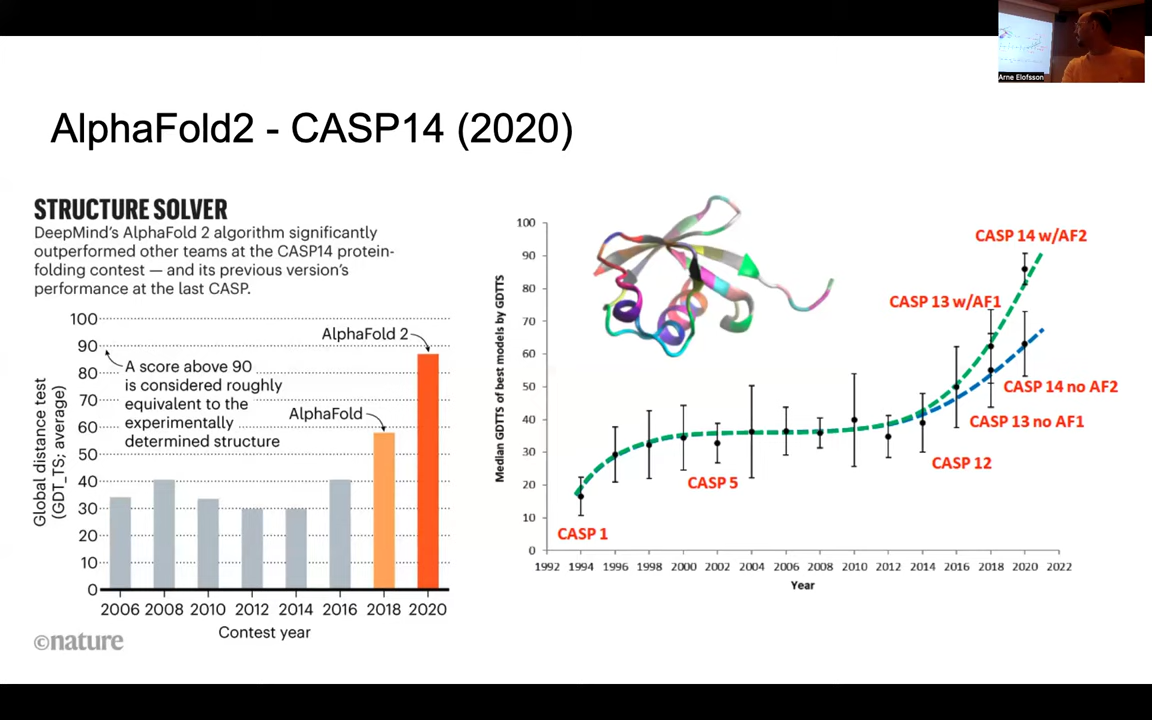 Arne Elofsson
AlphaFold2 - CASP14 (2020)
STRUCTURE SOLVER
DeepMind's AlphaFold 2 algorithm significantly
outperformed other teams at the CASP14 protein-
folding contest — and its previous version's
performance at the last CASP.
Global distance test
(GDT_TS; average)
100
90
80
70
60
50
40
30
20
10
0
AlphaFold 2
A score above 90
is considered roughly
equivalent to the
experimentally
determined structure
AlphaFold
2006 2008 2010 2012 2014 2016 2018 2020
Contest year
©nature
Median GDTTS of best models by GDTTS
100
90
80
70
60
50
40
30
20
10
0
CASP 14 w/AF2
CASP 13 w/AF1
CASP 14 no AF2
CASP 13 no AF1
CASP 12
CASP 5
CASP 1
1992 1994 1996 1998 2000 2002 2004 2006 2008 2010 2012 2014 2016 2018 2020 2022
Year